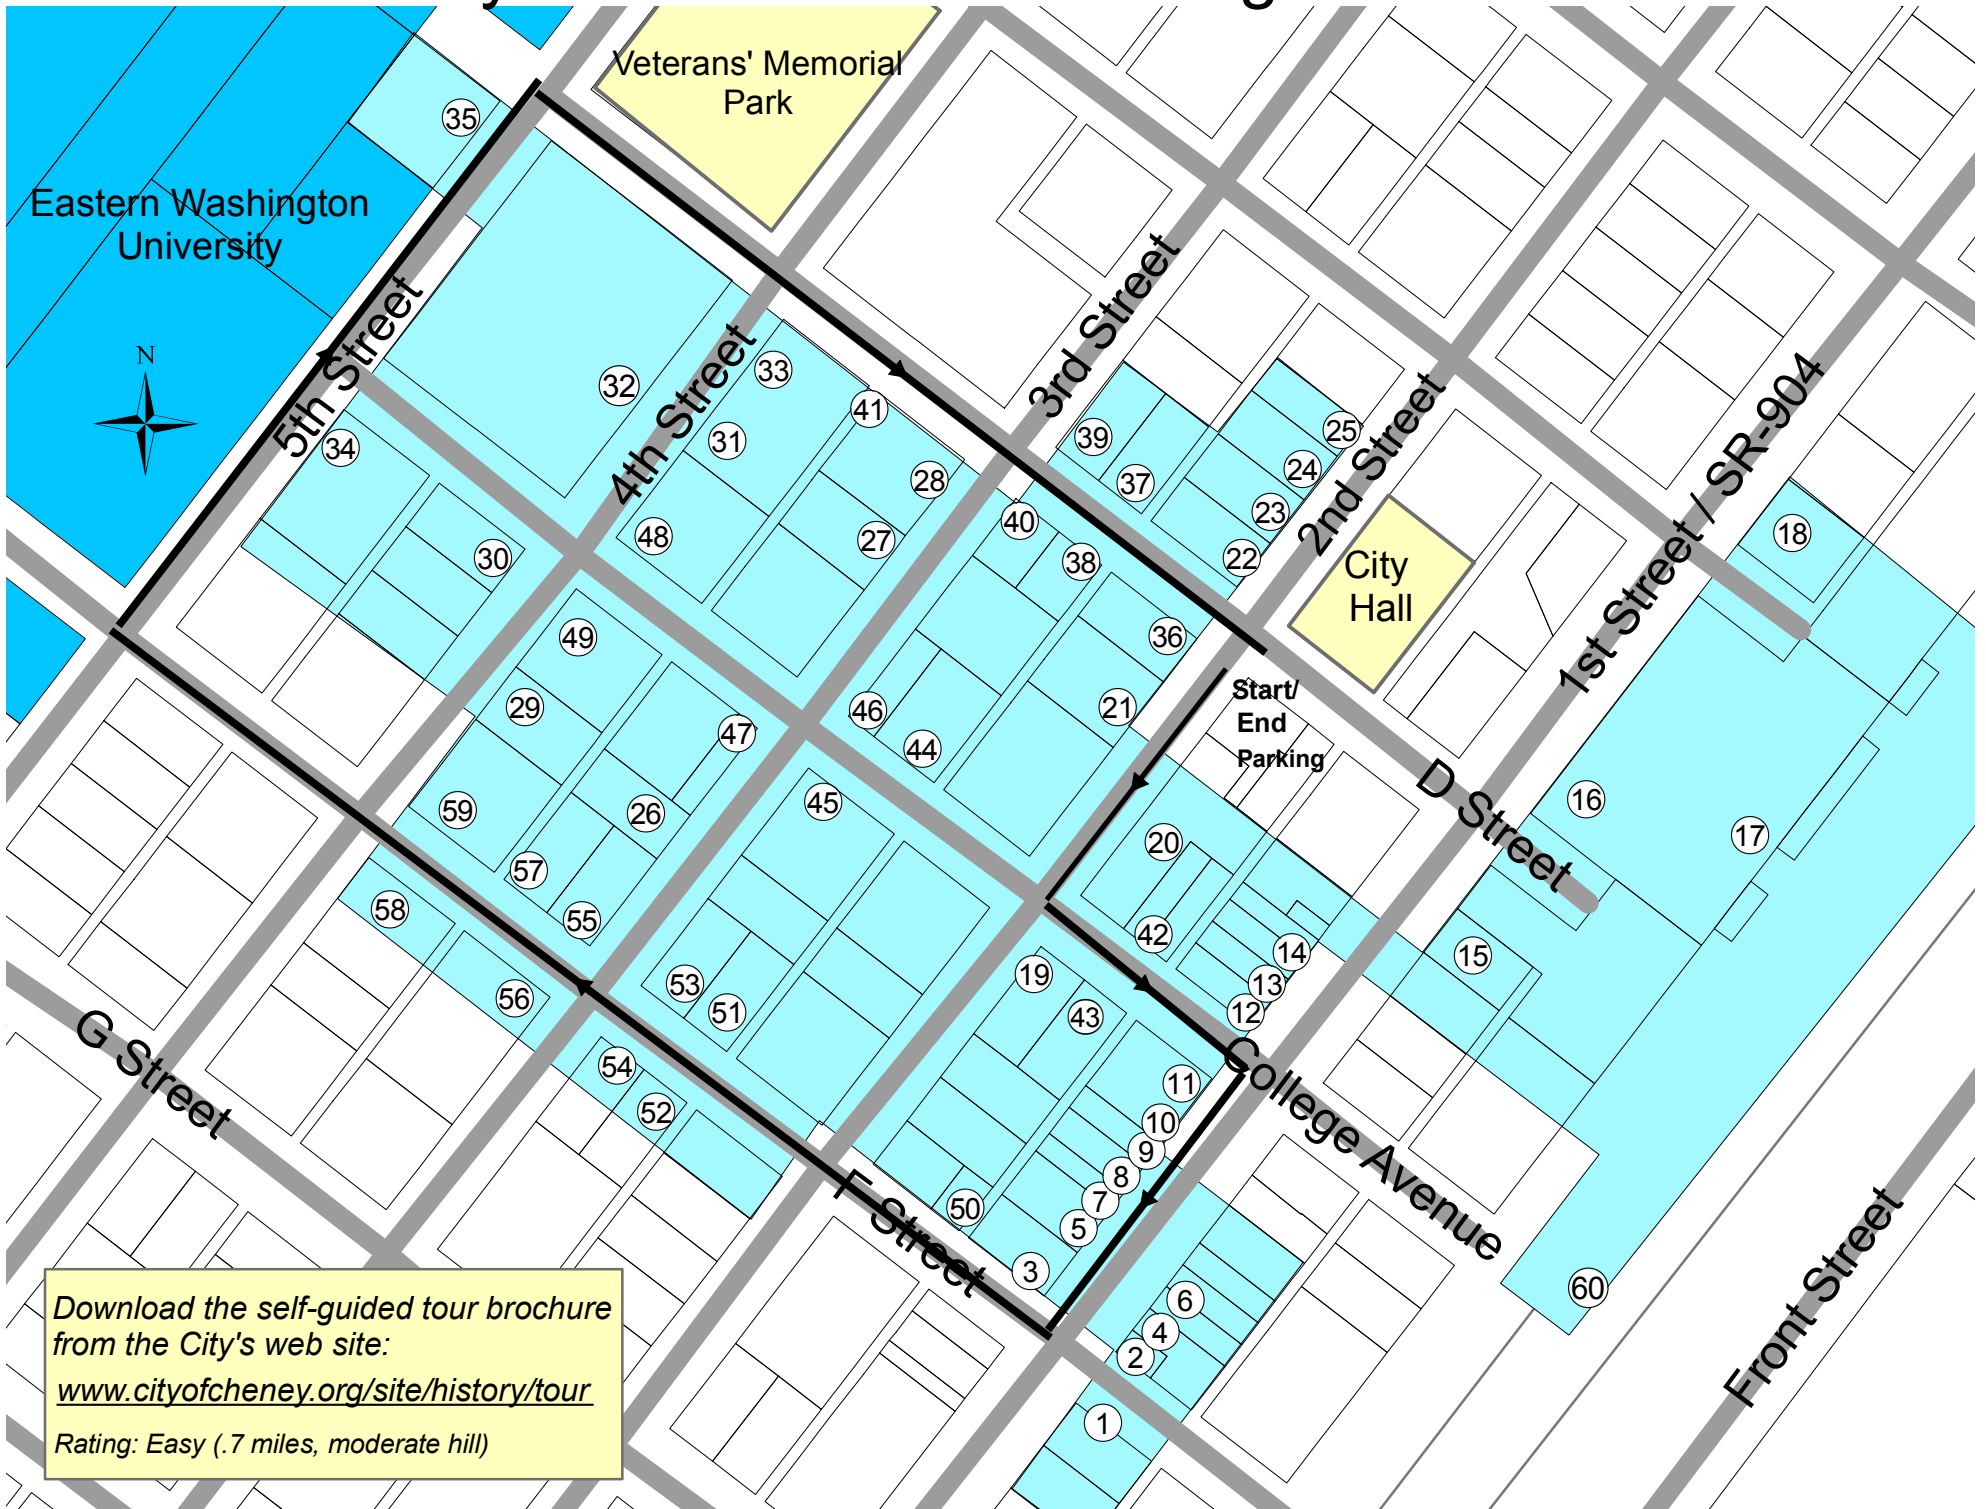 Veterans' Memorial
Park
35
Eastern Washington
University
N
5th Street
4th Street
3rd Street
2nd Street
1st Street / SR-904
32
33
41
31
39
25
34
28
24
37
48
40
23
18
30
27
38
22
City
Hall
49
36
Start/
End
Parking
29
47
46
21
44
D Street
59
26
45
16
17
20
57
58
55
42
14
15
56
53
19
13
51
43
12
G Street
College Avenue
54
11
52
10
9
8
50
7
5
F Street
3
6
60
4
2
Front Street
1
Download the self-guided tour brochure
from the City's web site:
www.cityofcheney.org/site/history/tour
Rating: Easy (.7 miles, moderate hill)